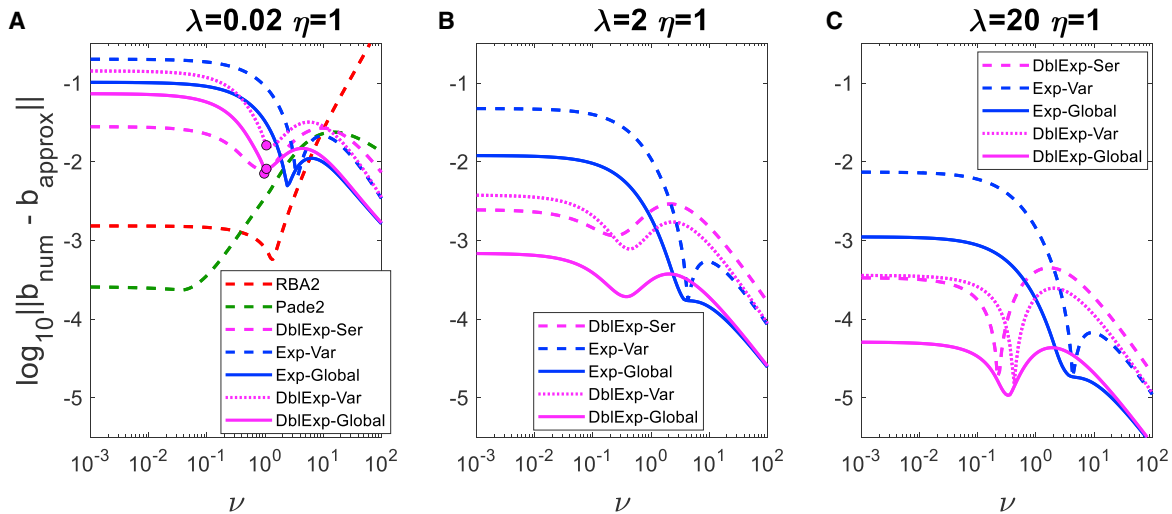 A
λ=0.02 η=1
B
λ=2 η=1
C
λ=20 η=1
log10||bnum - bapprox||
-1
-2
-3
-4
-5
RBA2
Pade2
DblExp-Ser
Exp-Var
Exp-Global
DblExp-Var
DblExp-Global
10-3 10-2 10-1 100 101 102
ν
-1
-2
-3
-4
-5
DblExp-Ser
Exp-Var
Exp-Global
DblExp-Var
DblExp-Global
10-3 10-2 10-1 100 101 102
ν
-1
-2
-3
-4
-5
DblExp-Ser
Exp-Var
Exp-Global
DblExp-Var
DblExp-Global
10-3 10-2 10-1 100 101 102
ν